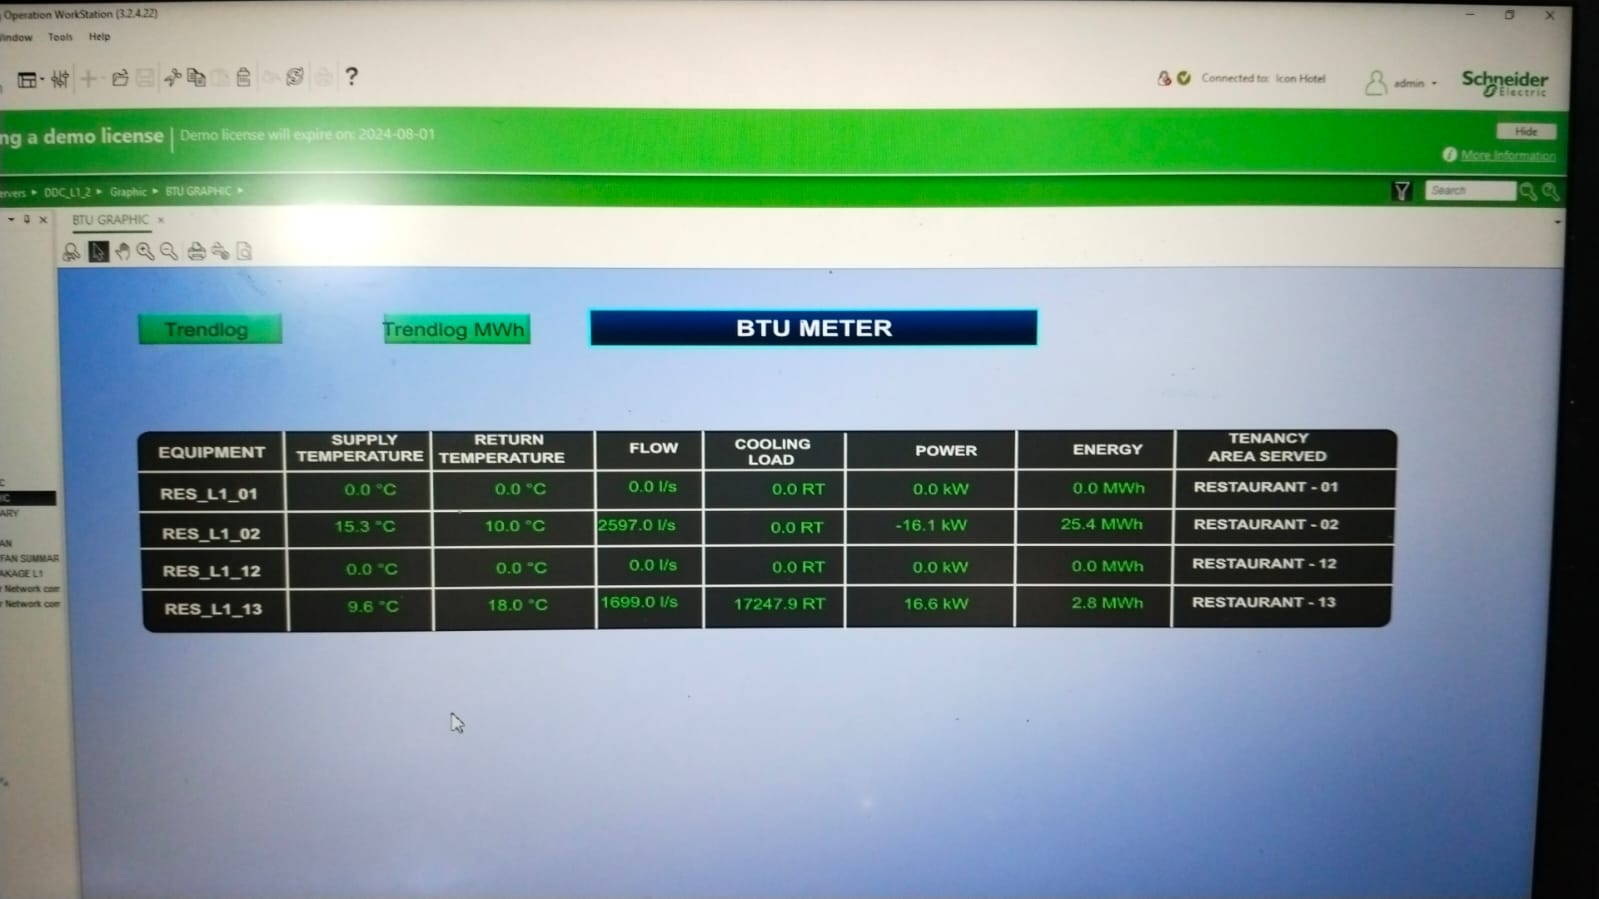 Operation WorkStation (3.2.4.22)
Window Tools Help
Connected to: Icon Hotel
admin
Schneider
Electric
ng a demo license | Demo license will expire on: 2024-08-01
Hide
More Information
ervers ▸ DDC_L1_2 ▸ Graphic ▸ BTU GRAPHIC ▸
Search
BTU GRAPHIC ×
Trendlog
Trendlog MWh
BTU METER
EQUIPMENT SUPPLY TEMPERATURE RETURN TEMPERATURE FLOW COOLING LOAD POWER ENERGY TENANCY AREA SERVED
RES_L1_01 0.0 °C 0.0 °C 0.0 l/s 0.0 RT 0.0 kW 0.0 MWh RESTAURANT - 01
RES_L1_02 15.3 °C 10.0 °C 2597.0 l/s 0.0 RT -16.1 kW 25.4 MWh RESTAURANT - 02
RES_L1_12 0.0 °C 0.0 °C 0.0 l/s 0.0 RT 0.0 kW 0.0 MWh RESTAURANT - 12
RES_L1_13 9.6 °C 18.0 °C 1699.0 l/s 17247.9 RT 16.6 kW 2.8 MWh RESTAURANT - 13
C
IC
ARY
AN
FAN SUMMAR
AKAGE L1
r Network com
r Network com